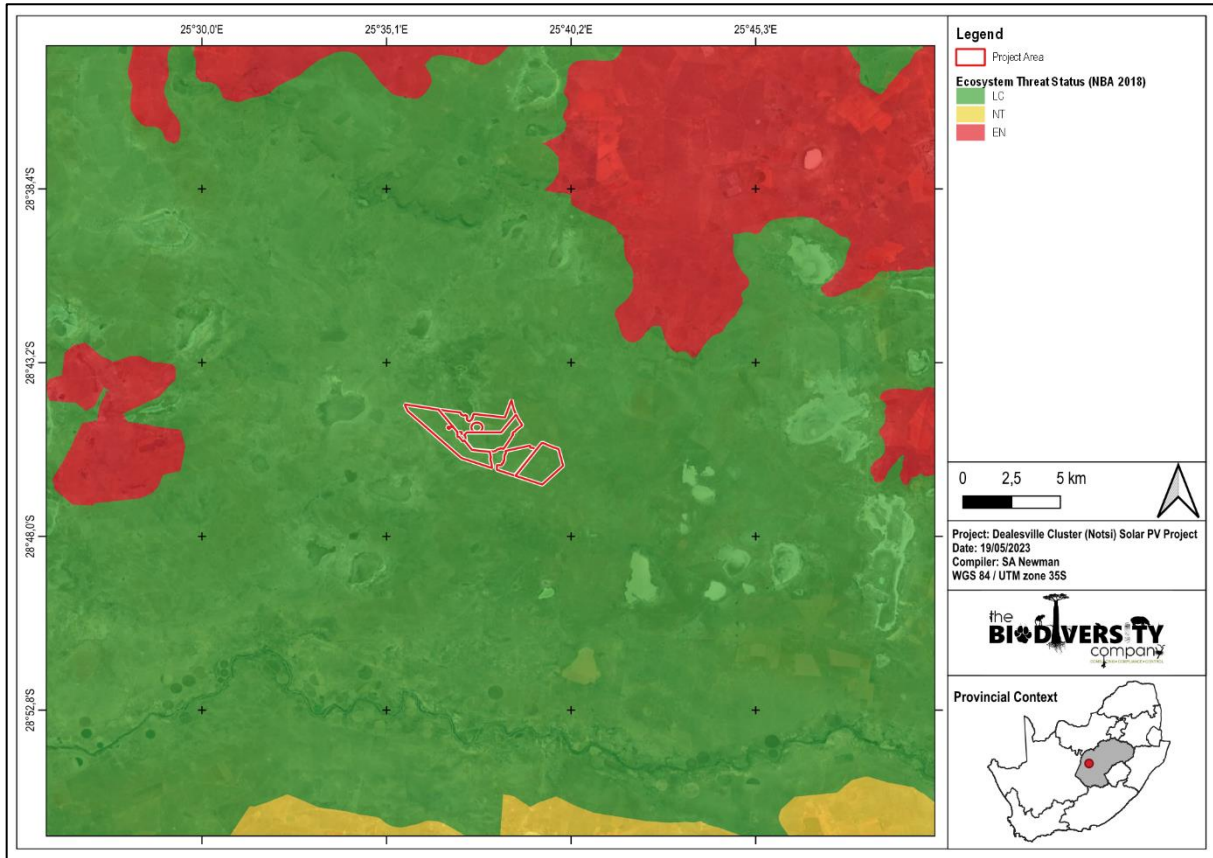 25°30,0'E 25°35,1'E 25°40,2'E 25°45,3'E
28°38,4'S
28°43,2'S
28°48,0'S
28°52,8'S
Legend
Project Area
Ecosystem Threat Status (NBA 2018)
LC
NT
EN
0 2,5 5 km
Project: Dealesville Cluster (Notsi) Solar PV Project
Date: 19/05/2023
Compiler: SA Newman
WGS 84 / UTM zone 35S
the
BIODIVERSITY
company
Provincial Context